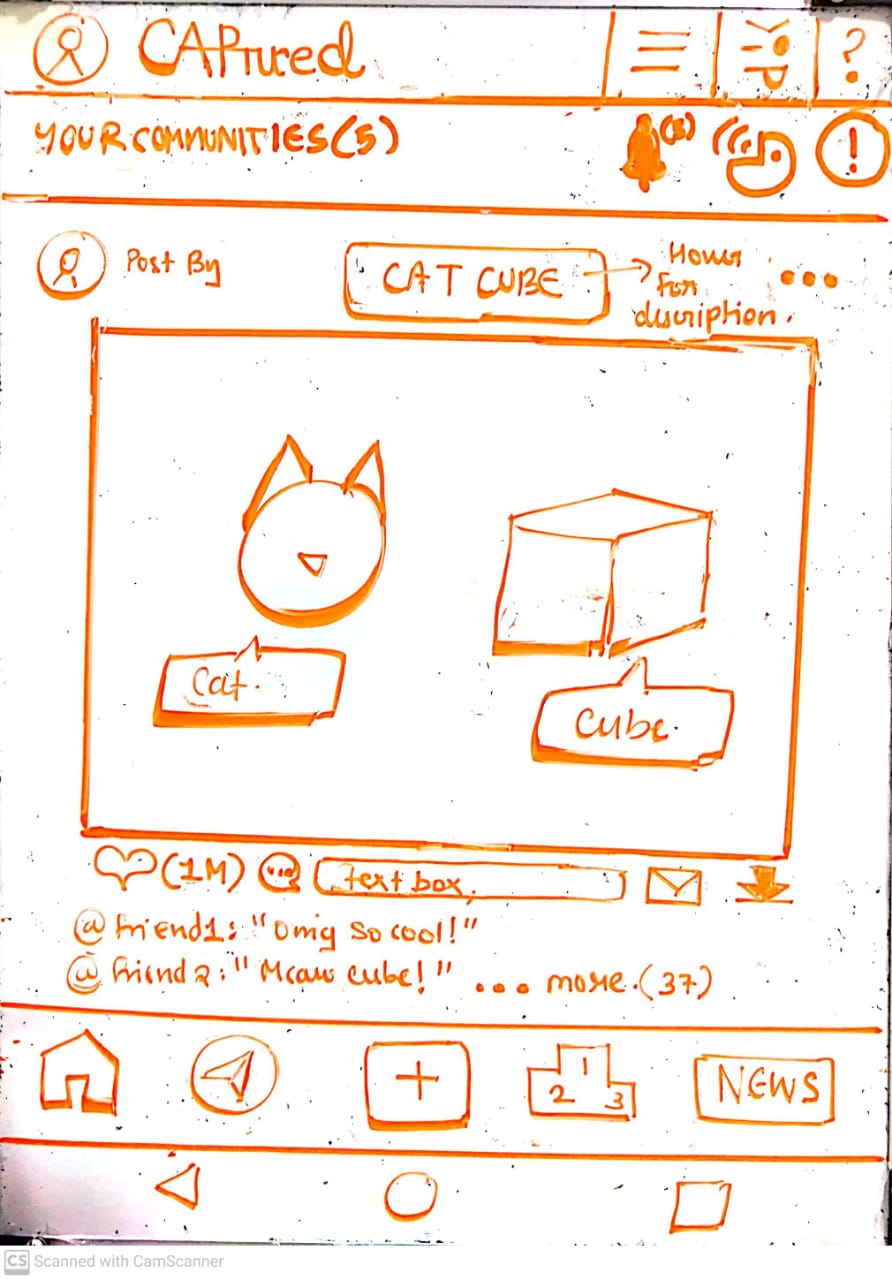 CAPtured
?
YOUR COMMUNITIES(5)
(3)
!
Post By
CAT CUBE
Hover
for
discription.
Cat.
Cube.
(1M)
Text box.
@friend1: "Omg so cool!"
@friend2: "Meaw cube!" ... more.(37)
+
1
2
3
NEWS
CS Scanned with CamScanner